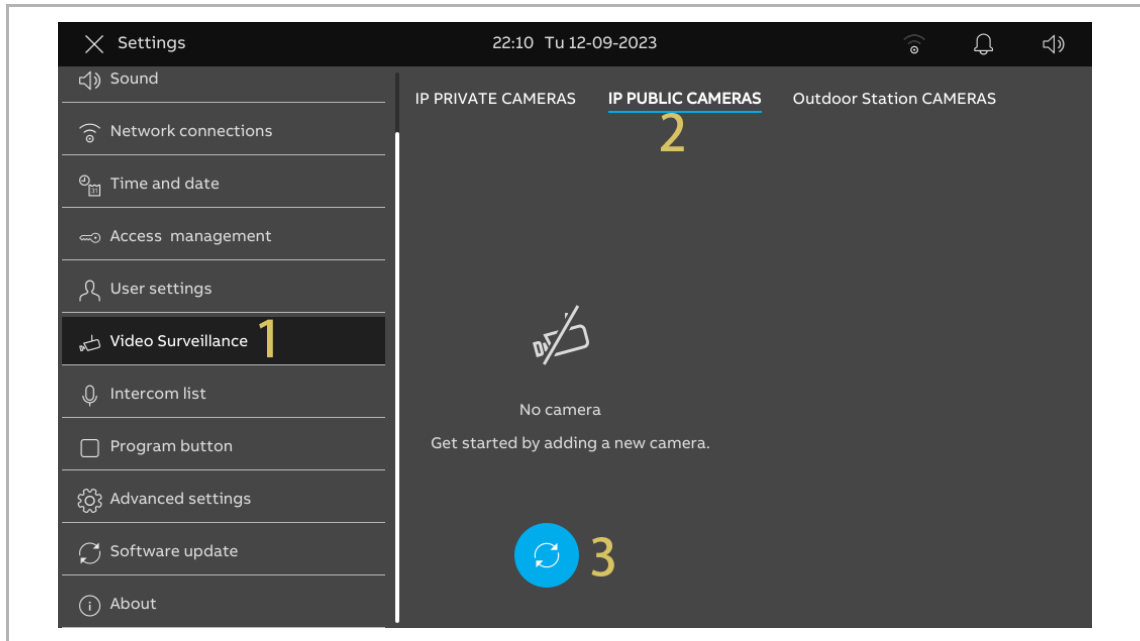 Settings
22:10 Tu 12-09-2023
Sound
Network connections
Time and date
Access management
User settings
Video Surveillance
1
Intercom list
Program button
Advanced settings
Software update
About
IP PRIVATE CAMERAS
IP PUBLIC CAMERAS
Outdoor Station CAMERAS
2
No camera
Get started by adding a new camera.
3